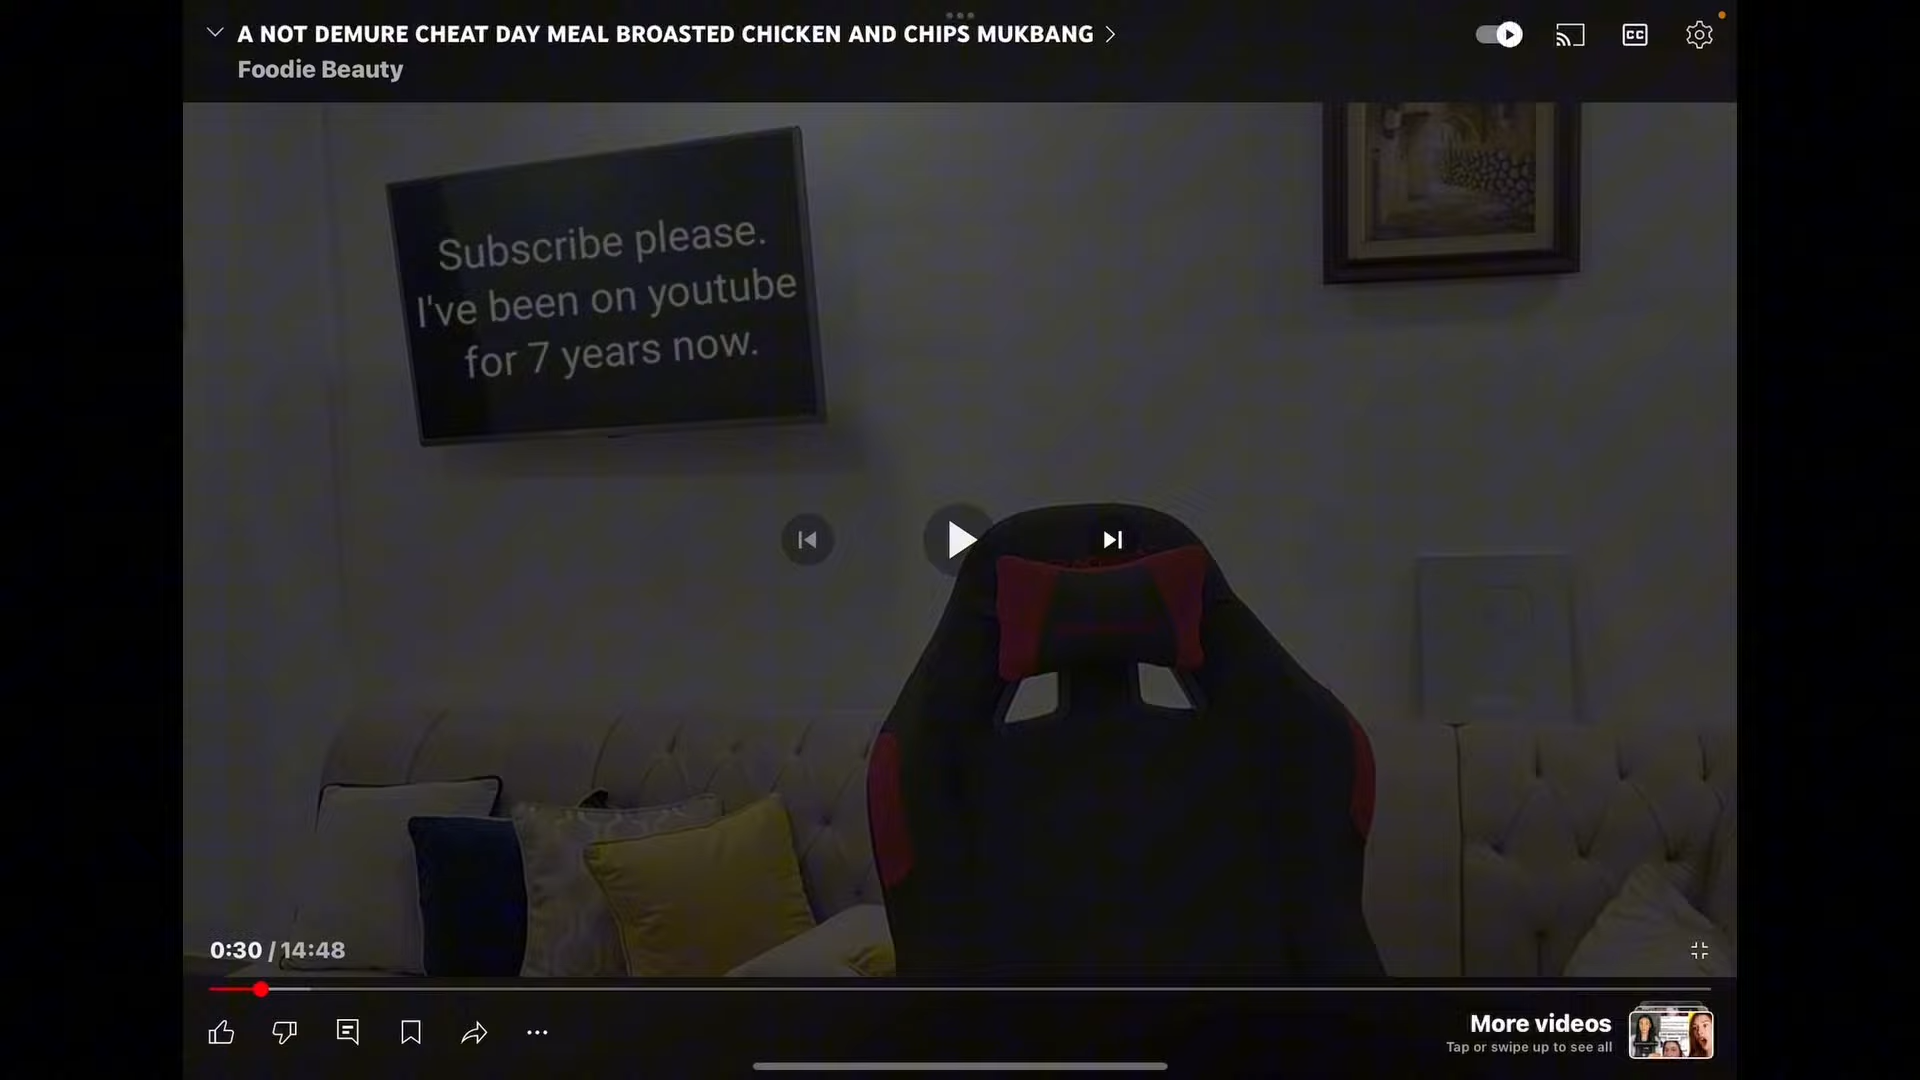 A NOT DEMURE CHEAT DAY MEAL BROASTED CHICKEN AND CHIPS MUKBANG
Foodie Beauty
CC
Subscribe please.
I've been on youtube
for 7 years now.
0:30 / 14:48
More videos
Tap or swipe up to see all